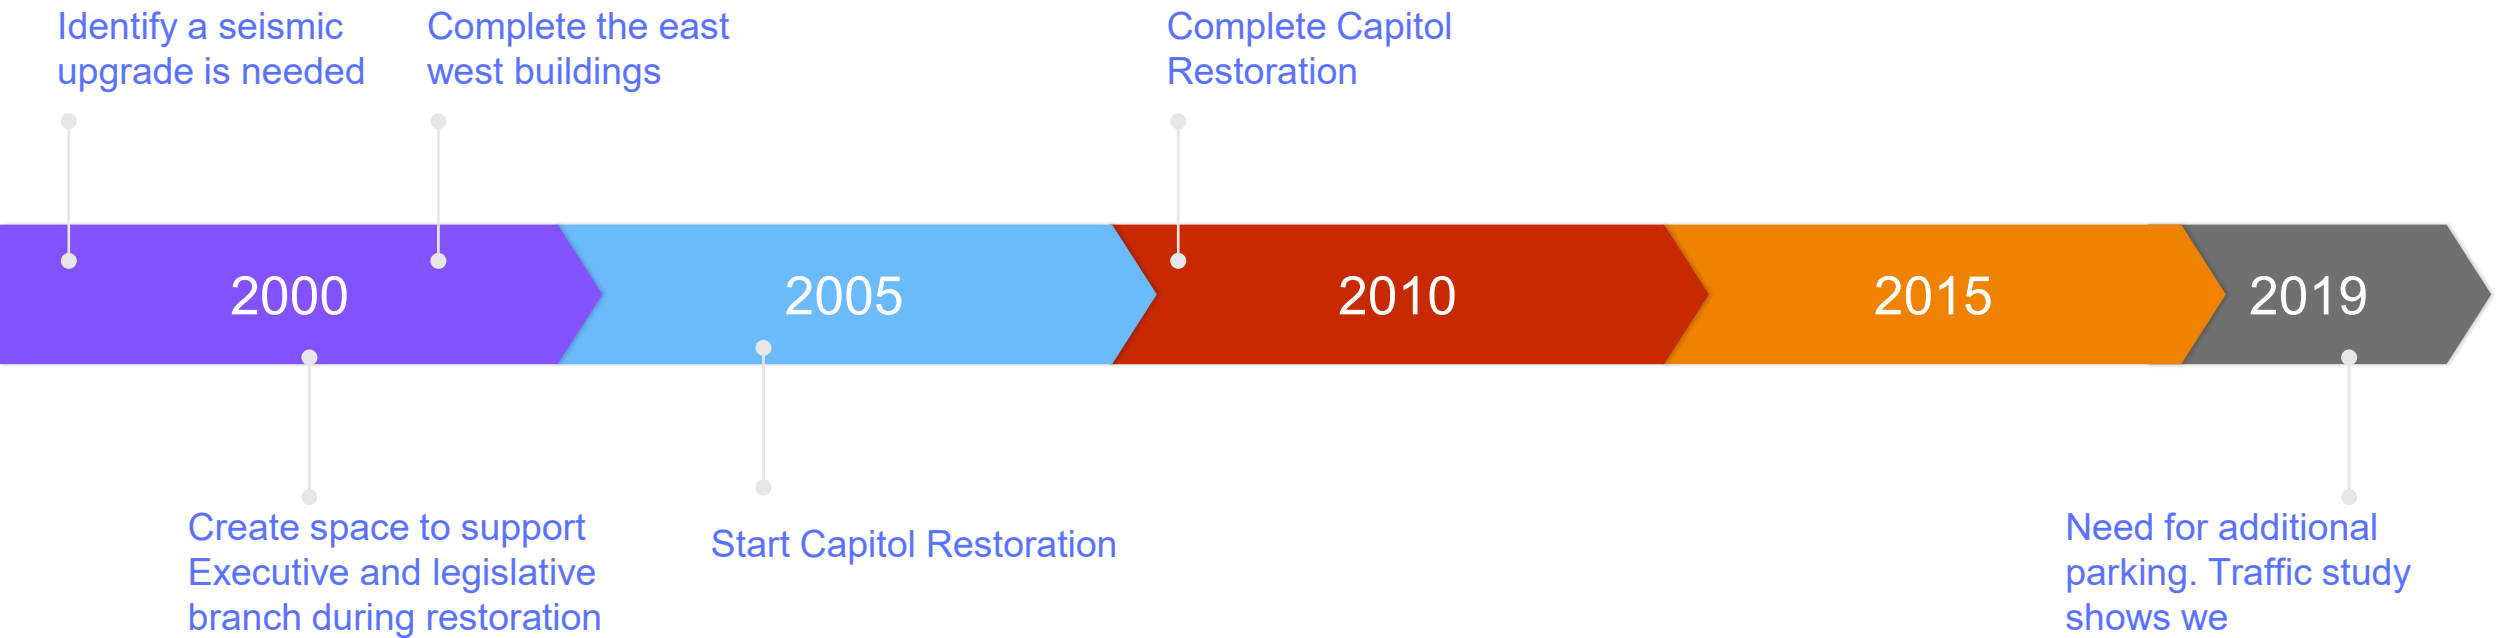 Identify a seismic
upgrade is needed
Complete the east
west buildings
Complete Capitol
Restoration
2000
2005
2010
2015
2019
Create space to support
Executive and legislative
branch during restoration
Start Capitol Restoration
Need for additional
parking. Traffic study
shows we